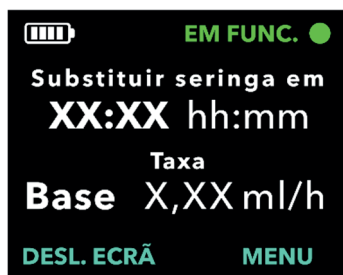 EM FUNC.
Substituir seringa em
XX:XX hh:mm
Taxa
Base X,XX ml/h
DESL. ECRÃ MENU